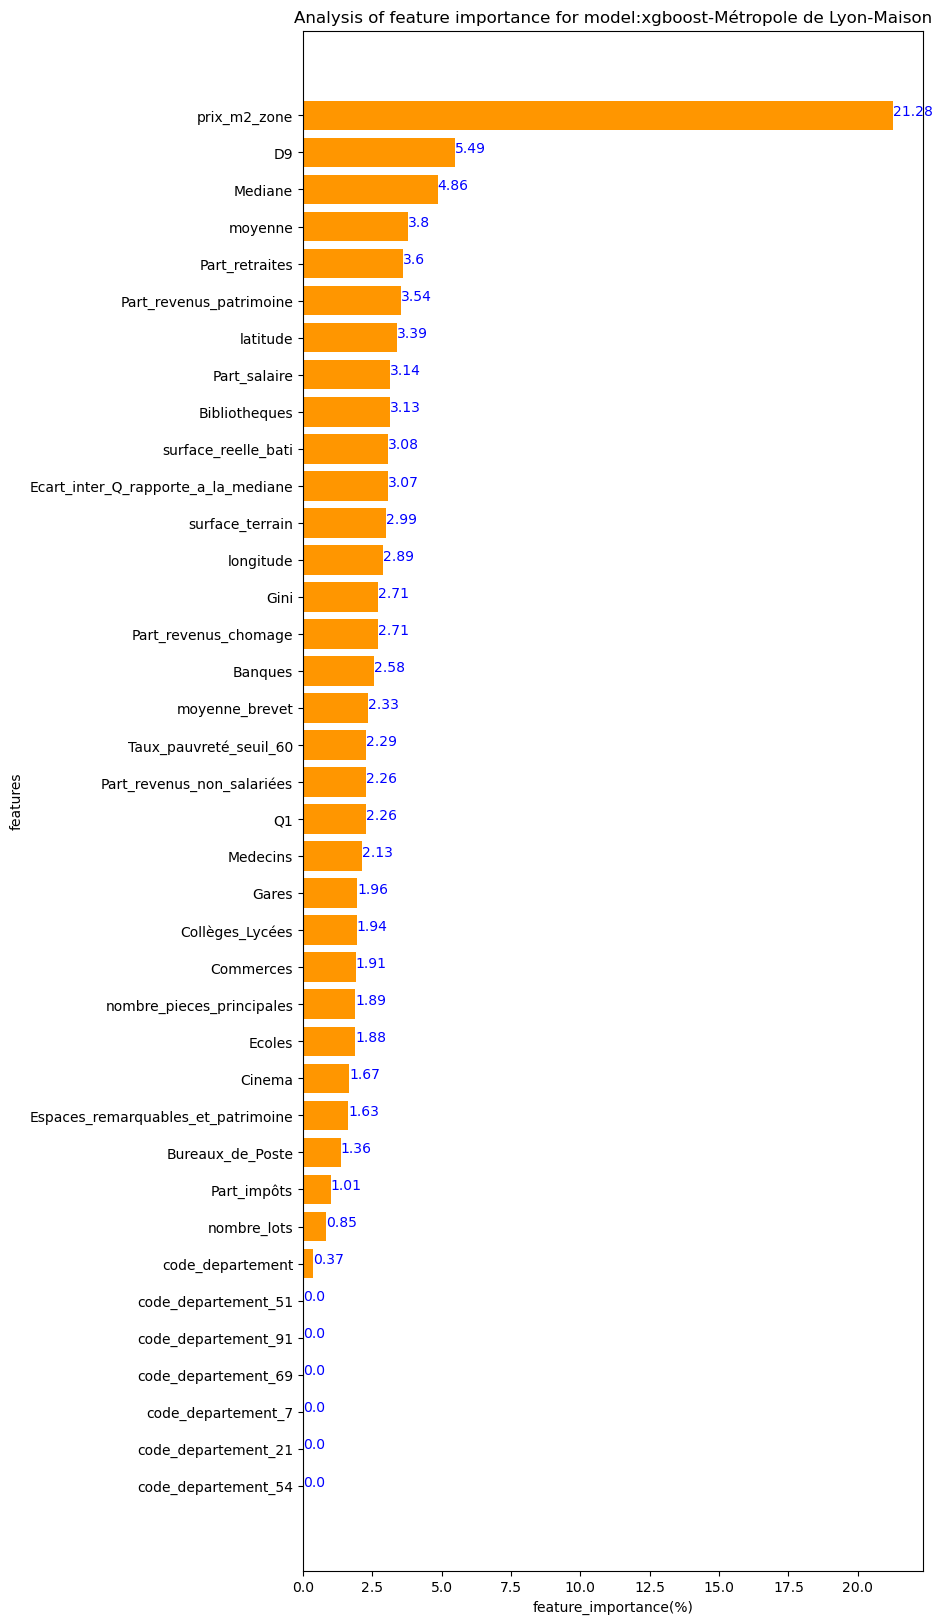 Analysis of feature importance for model:xgboost-Métropole de Lyon-Maison
prix_m2_zone 21.28
D9 5.49
Mediane 4.86
moyenne 3.8
Part_retraites 3.6
Part_revenus_patrimoine 3.54
latitude 3.39
Part_salaire 3.14
Bibliotheques 3.13
surface_reelle_bati 3.08
Ecart_inter_Q_rapporte_a_la_mediane 3.07
surface_terrain 2.99
longitude 2.89
Gini 2.71
Part_revenus_chomage 2.71
Banques 2.58
moyenne_brevet 2.33
Taux_pauvreté_seuil_60 2.29
Part_revenus_non_salariées 2.26
Q1 2.26
Medecins 2.13
Gares 1.96
Collèges_Lycées 1.94
Commerces 1.91
nombre_pieces_principales 1.89
Ecoles 1.88
Cinema 1.67
Espaces_remarquables_et_patrimoine 1.63
Bureaux_de_Poste 1.36
Part_impôts 1.01
nombre_lots 0.85
code_departement 0.37
code_departement_51 0.0
code_departement_91 0.0
code_departement_69 0.0
code_departement_7 0.0
code_departement_21 0.0
code_departement_54 0.0
features
0.0 2.5 5.0 7.5 10.0 12.5 15.0 17.5 20.0
feature_importance(%)